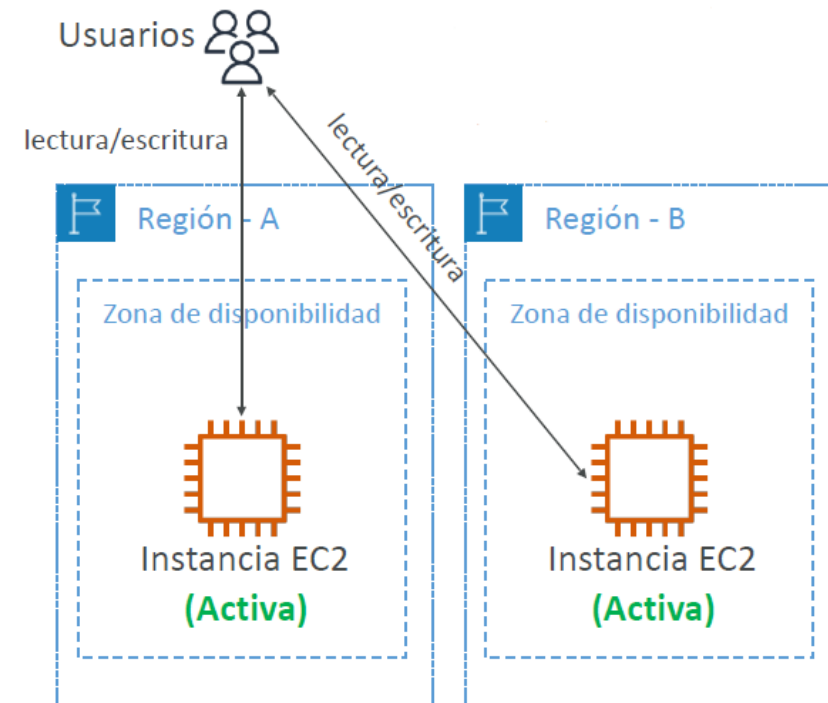 Usuarios
lectura/escritura
lectura/escritura
Región - A
Región - B
Zona de disponibilidad
Zona de disponibilidad
Instancia EC2
(Activa)
Instancia EC2
(Activa)